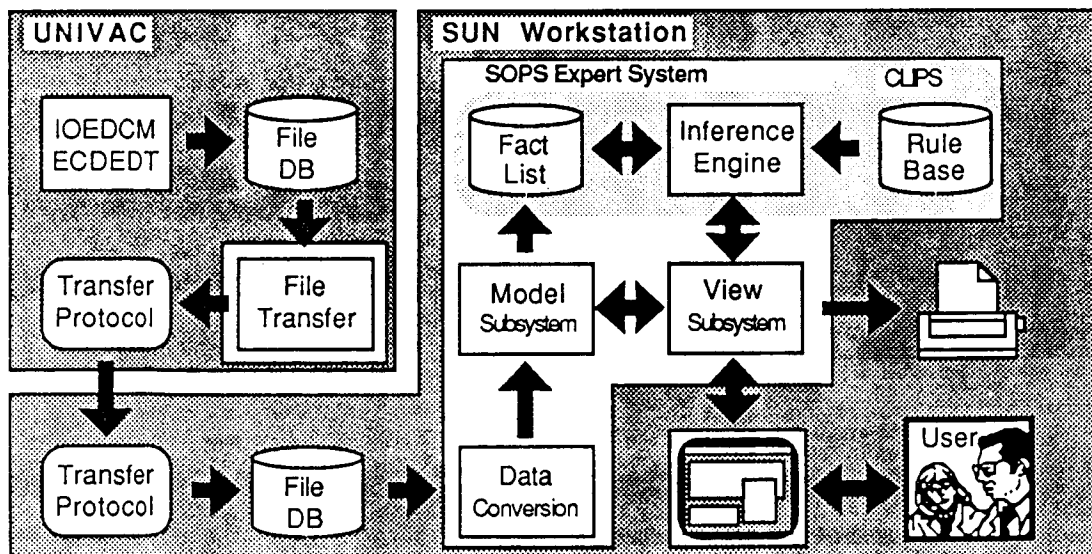 UNIVAC
IOEDCM
ECDEDT
File
DB
File
Transfer
Transfer
Protocol
Transfer
Protocol
File
DB
SUN Workstation
SOPS Expert System
CLIPS
Fact
List
Inference
Engine
Rule
Base
Model
Subsystem
View
Subsystem
Data
Conversion
User